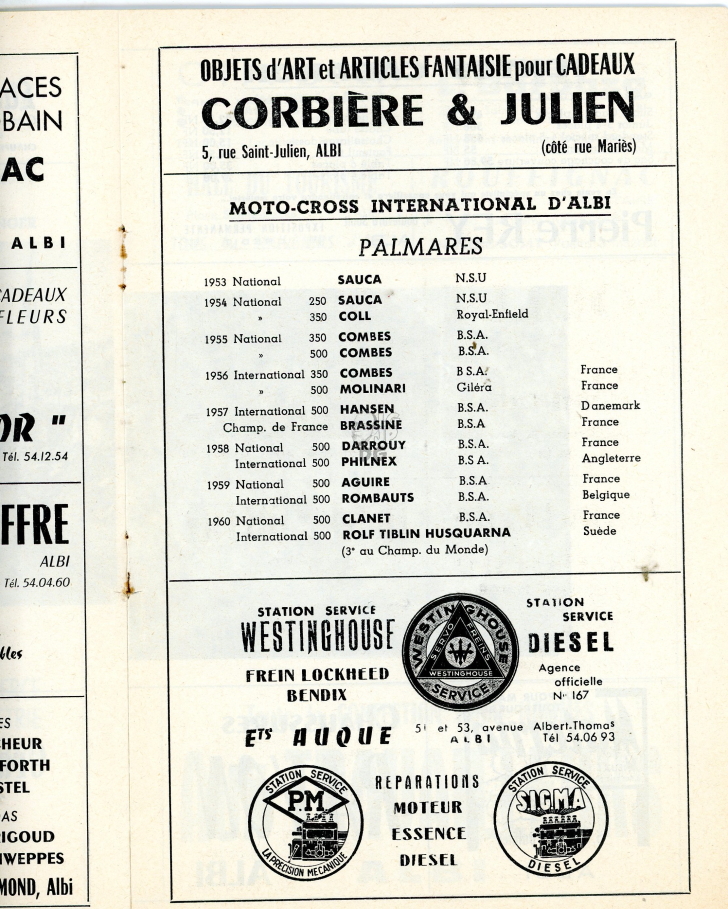 ACES
BAIN
AC
ALBI
CADEAUX
FLEURS
OR "
Tél. 54.12.54
FFRE
ALBI
Tél. 54.04.60
bles
ES
HEUR
FORTH
STEL
AS
RIGOUD
HWEPPES
MOND, Albi
OBJETS d'ART et ARTICLES FANTAISIE pour CADEAUX
CORBIÈRE & JULIEN
5, rue Saint-Julien, ALBI (côté rue Mariès)
MOTO-CROSS INTERNATIONAL D'ALBI
PALMARES
1953 National SAUCA N.S.U
1954 National 250 SAUCA N.S.U
» 350 COLL Royal-Enfield
1955 National 350 COMBES B.S.A.
» 500 COMBES B.S.A.
1956 International 350 COMBES B S.A. France
» 500 MOLINARI Giléra France
1957 International 500 HANSEN B.S.A. Danemark
Champ. de France BRASSINE B.S.A France
1958 National 500 DARROUY B.S.A. France
International 500 PHILNEX B.S A. Angleterre
1959 National 500 AGUIRE B.S.A. France
International 500 ROMBAUTS B.S.A. Belgique
1960 National 500 CLANET B.S.A. France
International 500 ROLF TIBLIN HUSQUARNA Suède
(3e au Champ. du Monde)
STATION SERVICE
WESTINGHOUSE
FREIN LOCKHEED
BENDIX
WESTINGHOUSE
SERVO FREINS
WESTINGHOUSE
SERVICE
STATION
SERVICE
DIESEL
Agence
officielle
N° 167
Ets AUQUE
51 et 53, avenue Albert-Thomas
ALBI Tél 54.06 93
STATION SERVICE
P.M
LA PRÉCISION MÉCANIQUE
REPARATIONS
MOTEUR
ESSENCE
DIESEL
STATION SERVICE
SIGMA
DIESEL